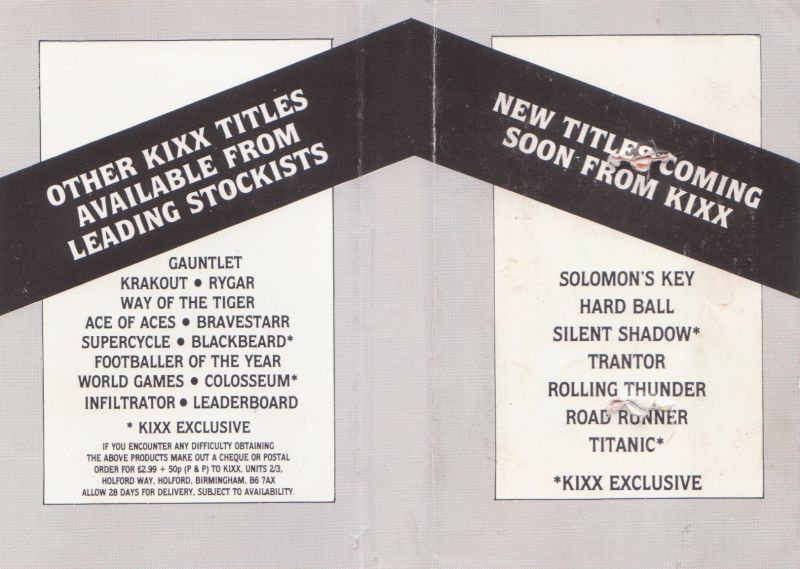 OTHER KIXX TITLES
AVAILABLE FROM
LEADING STOCKISTS
GAUNTLET
KRAKOUT • RYGAR
WAY OF THE TIGER
ACE OF ACES • BRAVESTARR
SUPERCYCLE • BLACKBEARD*
FOOTBALLER OF THE YEAR
WORLD GAMES • COLOSSEUM*
INFILTRATOR • LEADERBOARD
* KIXX EXCLUSIVE
IF YOU ENCOUNTER ANY DIFFICULTY OBTAINING
THE ABOVE PRODUCTS MAKE OUT A CHEQUE OR POSTAL
ORDER FOR £2.99 + 50p (P & P) TO KIXX, UNITS 2/3,
HOLFORD WAY, HOLFORD, BIRMINGHAM, B6 7AX
ALLOW 28 DAYS FOR DELIVERY, SUBJECT TO AVAILABILITY.
NEW TITLES COMING
SOON FROM KIXX
SOLOMON'S KEY
HARD BALL
SILENT SHADOW*
TRANTOR
ROLLING THUNDER
ROAD RUNNER
TITANIC*
*KIXX EXCLUSIVE